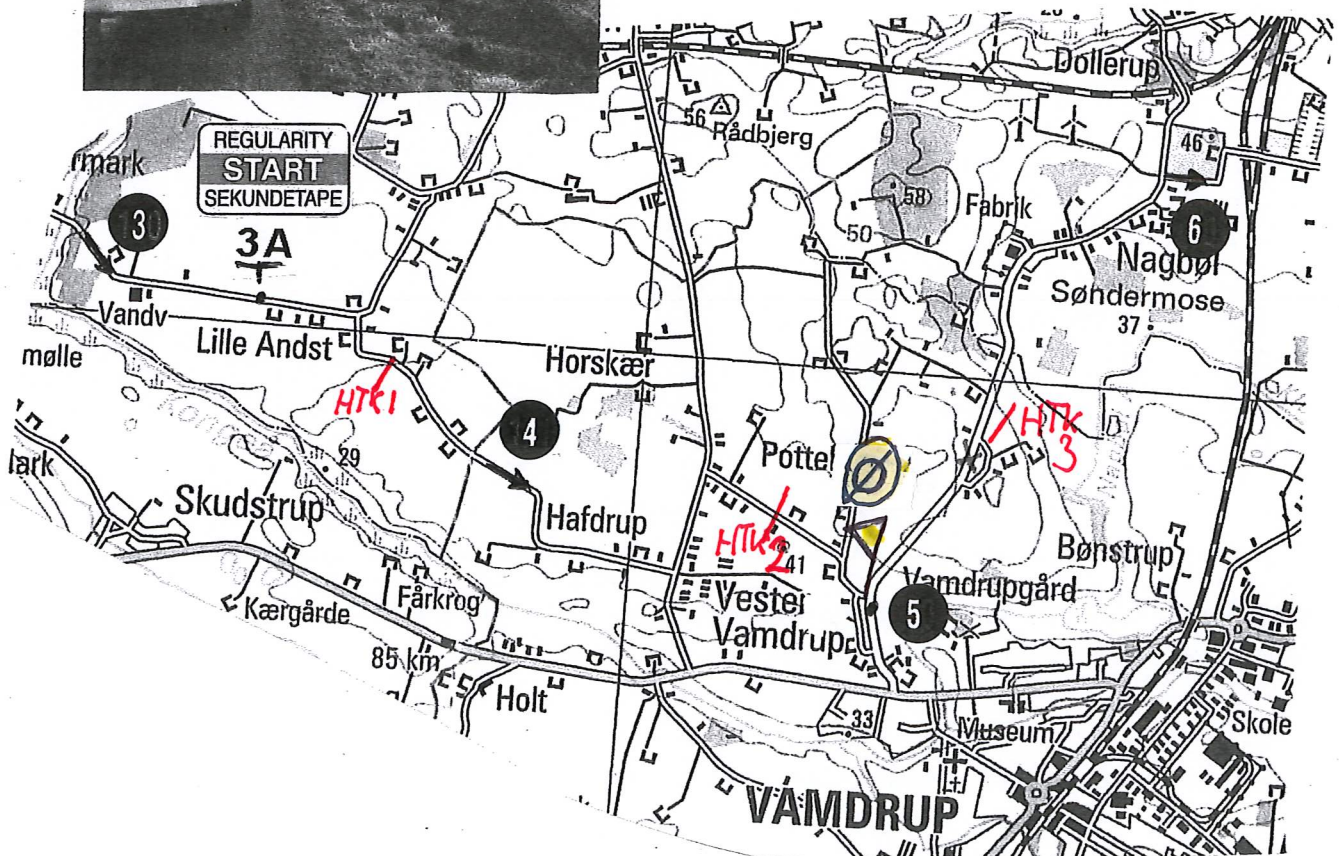 Dollerup
56
Rådbjerg
REGULARITY
START
SEKUNDETAPE
46
rmark
58
Fabrik
3
3A
50
6
Nagbøl
Søndermose
37
Vandv
Lille Andst
mølle
Horskær
HTK1
HTK
3
4
Pottel
29
lark
Skudstrup
Hafdrup
HTK2
41
Bønstrup
Vamdrupgård
5
Kærgårde
Fårkrog
Vester
Vamdrup
85 km
Holt
33
Museum
Skole
VAMDRUP